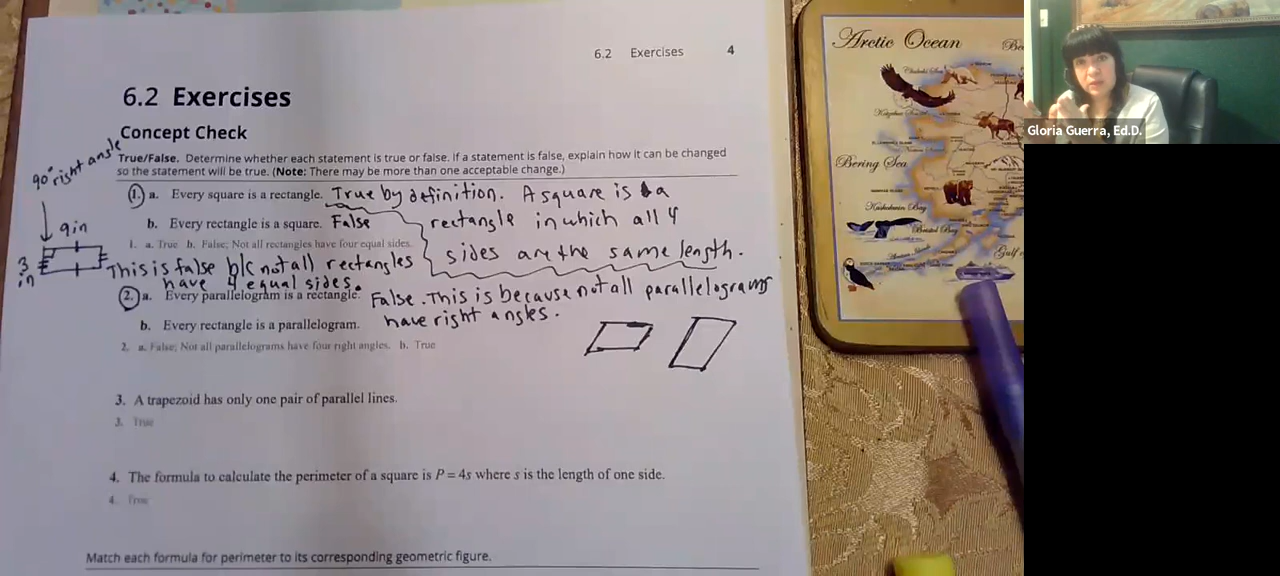 6.2 Exercises 4
6.2 Exercises
Concept Check
True/False. Determine whether each statement is true or false. If a statement is false, explain how it can be changed
so the statement will be true. (Note: There may be more than one acceptable change.)
90° right angle
9in
3
in
1. a. Every square is a rectangle. True by definition. A square is a
b. Every rectangle is a square. False rectangle in which all 4
1. a. True b. False; Not all rectangles have four equal sides.
sides are the same length.
This is false b/c not all rectangles
have 4 equal sides.
2. a. Every parallelogram is a rectangle. False. This is because not all parallelograms
have right angles.
b. Every rectangle is a parallelogram.
2. a. False; Not all parallelograms have four right angles. b. True
3. A trapezoid has only one pair of parallel lines.
3. True
4. The formula to calculate the perimeter of a square is P = 4s where s is the length of one side.
4. True
Match each formula for perimeter to its corresponding geometric figure.
Arctic Ocean
Chukchi Sea
Bering Sea
Bristol Bay
Gulf
Gloria Guerra, Ed.D.